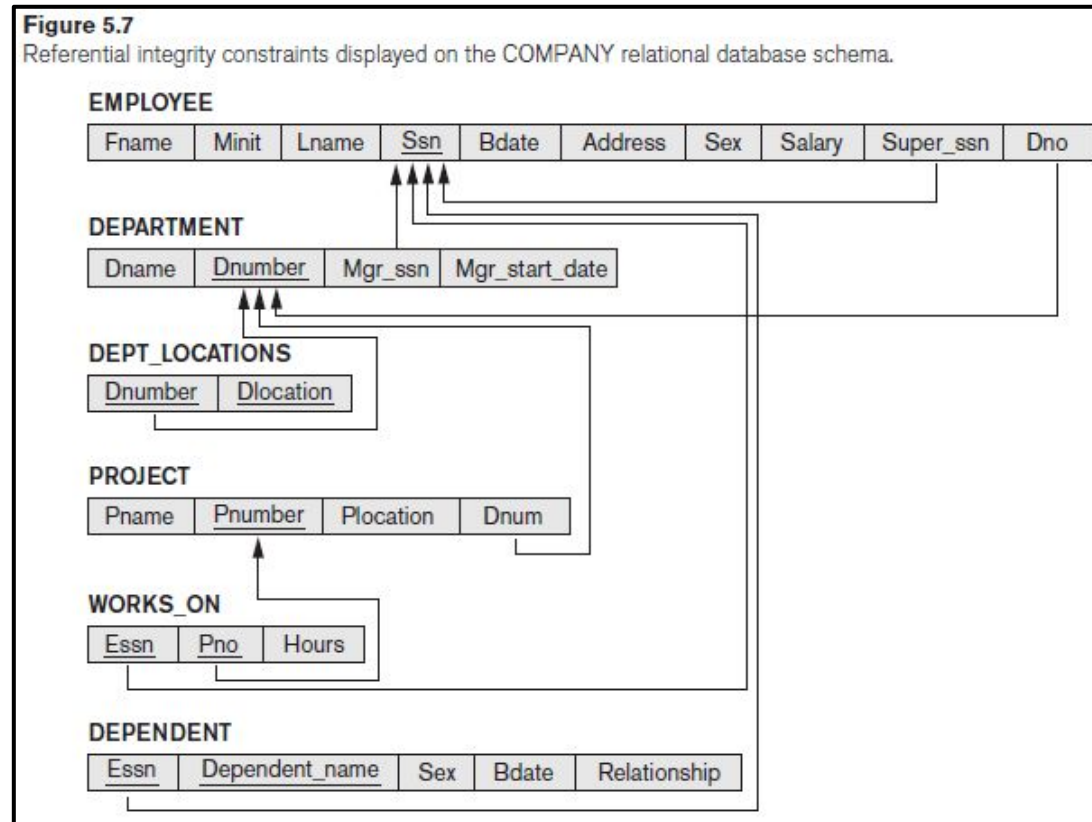 Figure 5.7
Referential integrity constraints displayed on the COMPANY relational database schema.
EMPLOYEE
Fname Minit Lname Ssn Bdate Address Sex Salary Super_ssn Dno
DEPARTMENT
Dname Dnumber Mgr_ssn Mgr_start_date
DEPT_LOCATIONS
Dnumber Dlocation
PROJECT
Pname Pnumber Plocation Dnum
WORKS_ON
Essn Pno Hours
DEPENDENT
Essn Dependent_name Sex Bdate Relationship